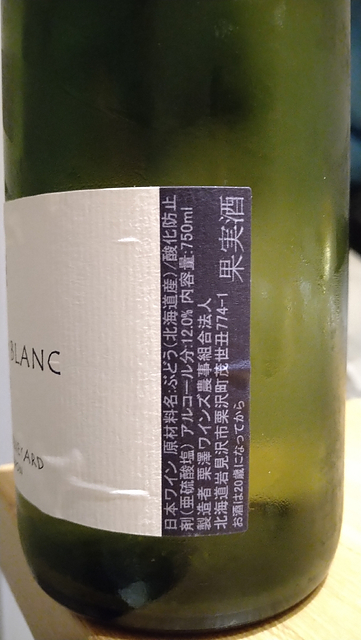 BLANC
果実酒
日本ワイン 原材料名:ぶどう(北海道産)/酸化防止
剤(亜硫酸塩) アルコール分:12.0% 内容量:750ml
製造者 栗澤ワインズ農事組合法人
北海道岩見沢市栗沢町茂世丑774-1
お酒は20歳になってから